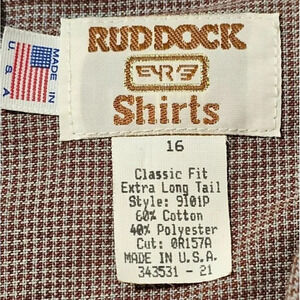 RUDDOCK
Shirts
MADE IN
U S A
16
Classic Fit
Extra Long Tail
Style: 9101P
60% Cotton
40% Polyester
Cut: 0R157A
MADE IN U.S.A.
343531 - 21